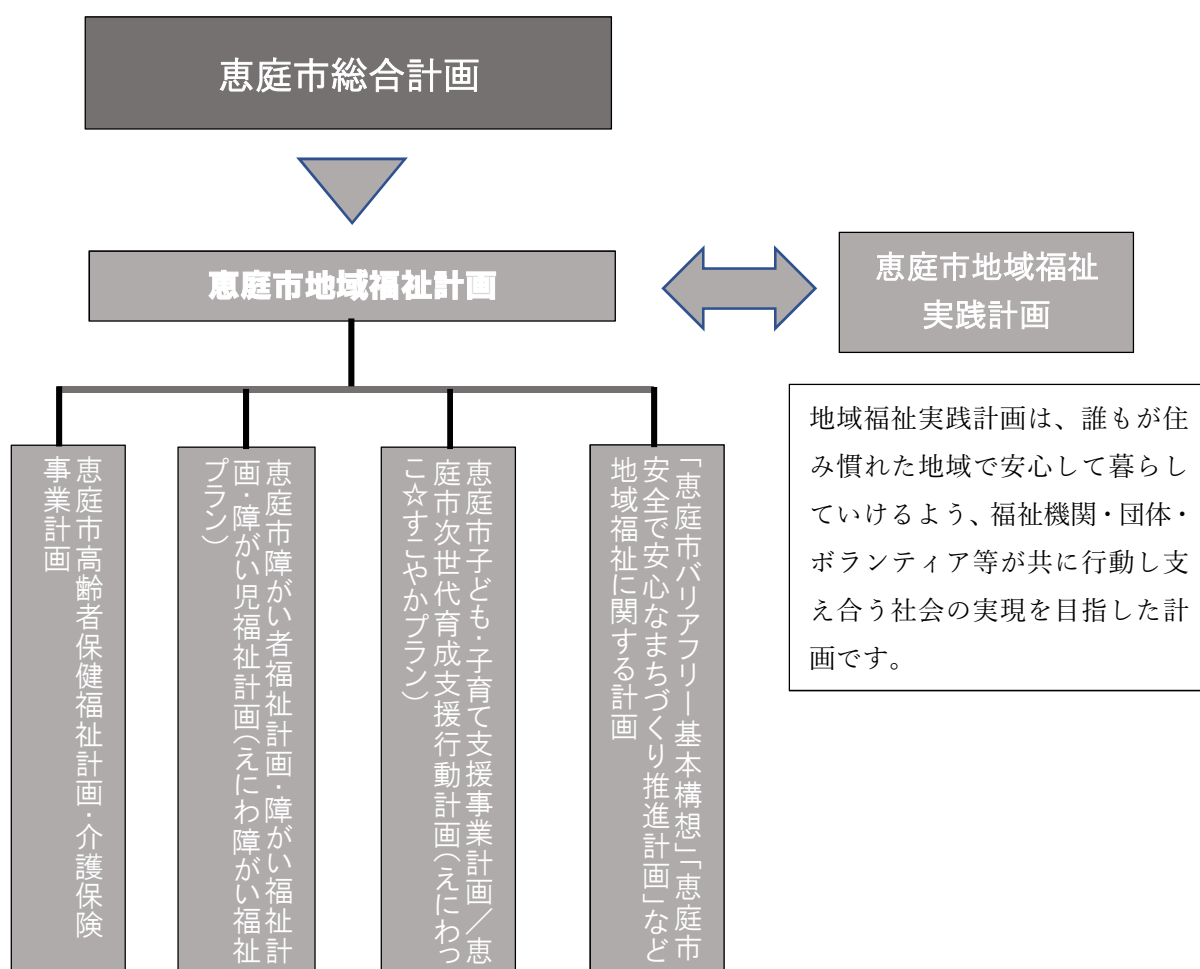 恵庭市総合計画
恵庭市地域福祉計画
恵庭市地域福祉
実践計画
地域福祉実践計画は、誰もが住
み慣れた地域で安心して暮らし
ていけるよう、福祉機関・団体・
ボランティア等が共に行動し支
え合う社会の実現を目指した計
画です。
恵庭市高齢者保健福祉計画・介護保険
事業計画
恵庭市障がい者福祉計画・障がい福祉計
画・障がい児福祉計画(えにわ障がい福祉
プラン)
恵庭市子ども・子育て支援事業計画／恵
庭市次世代育成支援行動計画(えにわっ
こ☆すこやかプラン)
「恵庭市バリアフリー基本構想」「恵庭市
安全で安心なまちづくり推進計画」など
地域福祉に関する計画